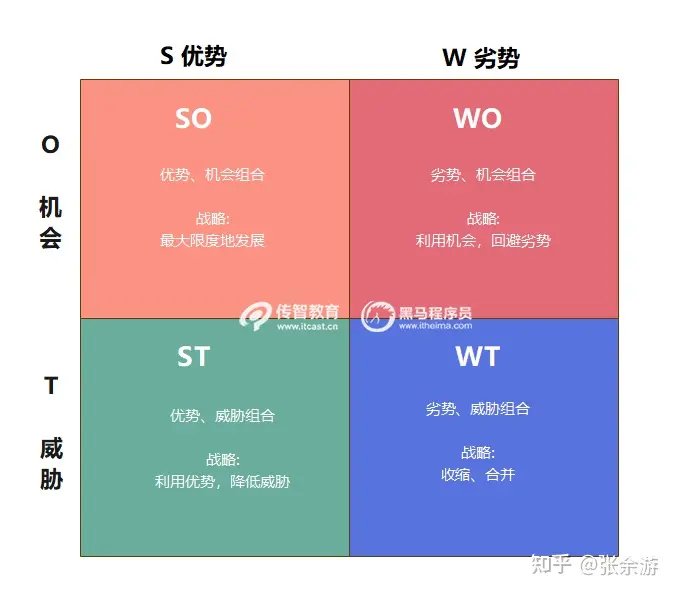 S 优势
W 劣势
O
机
会
SO
优势、机会组合
战略:
最大限度地发展
WO
劣势、机会组合
战略:
利用机会，回避劣势
传智教育
www.itcast.cn
黑马程序员
www.itheima.com
T
威
胁
ST
优势、威胁组合
战略:
利用优势，降低威胁
WT
劣势、威胁组合
战略:
收缩、合并
知乎 @张余游